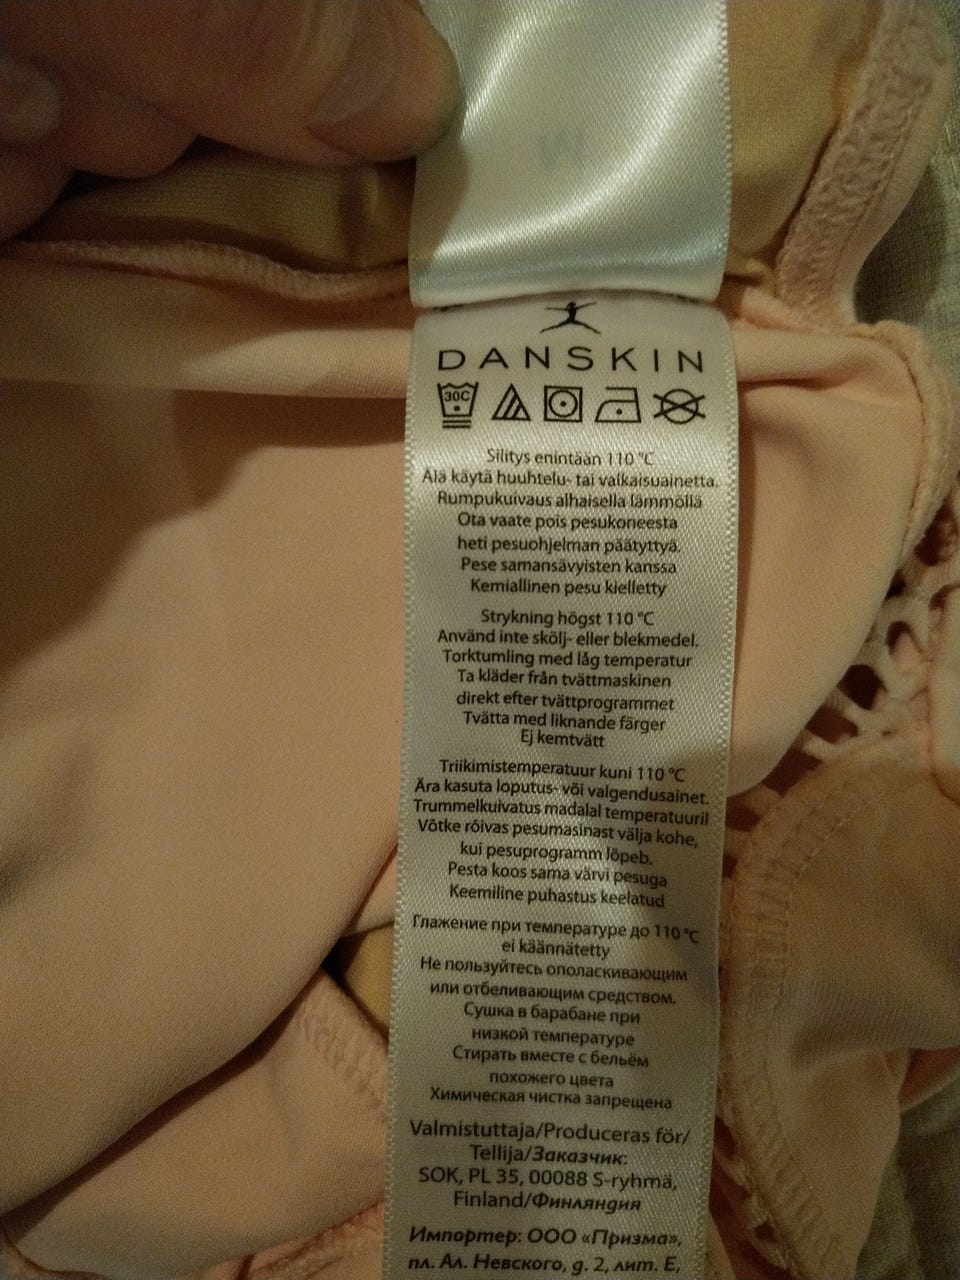 DANSKIN
30C
Silitys enintään 110 °C
Älä käytä huuhtelu- tai valkaisuainetta.
Rumpukuivaus alhaisella lämmöllä
Ota vaate pois pesukoneesta
heti pesuohjelman päätyttyä.
Pese samansävyisten kanssa
Kemiallinen pesu kielletty
Strykning högst 110 °C
Använd inte skölj- eller blekmedel.
Torktumling med låg temperatur
Ta kläder från tvättmaskinen
direkt efter tvättprogrammet
Tvätta med liknande färger
Ej kemtvätt
Triikimistemperatuur kuni 110 °C
Ära kasuta loputus- või valgendusainet.
Trummelkuivatus madalal temperatuuril
Võtke rõivas pesumasinast välja kohe,
kui pesuprogramm lõpeb.
Pesta koos sama värvi pesuga
Keemiline puhastus keelatud
Глажение при температуре до 110 °C
ei käännätetty
Не пользуйтесь ополаскивающим
или отбеливающим средством.
Сушка в барабане при
низкой температуре
Стирать вместе с бельём
похожего цвета
Химическая чистка запрещена
Valmistuttaja/Produceras för/
Tellija/Заказчик:
SOK, PL 35, 00088 S-ryhmä,
Finland/Финляндия
Импортер: ООО «Призма»,
пл. Ал. Невского, д. 2, лит. Е,